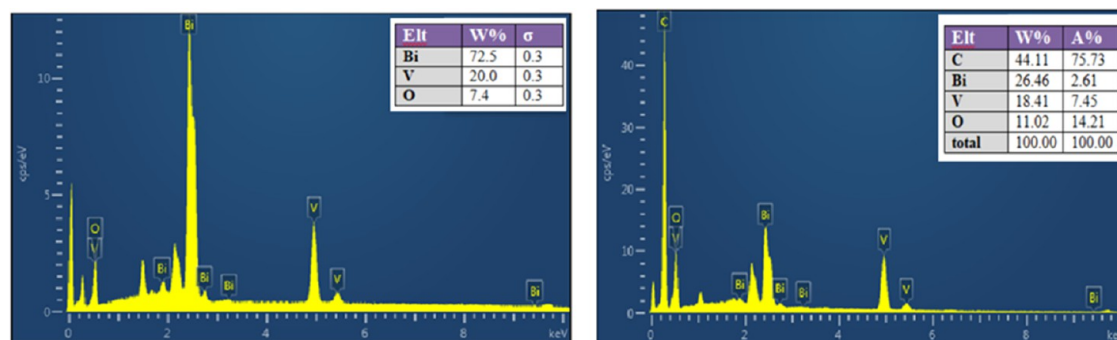 Elt W% σ
Bi 72.5 0.3
V 20.0 0.3
O 7.4 0.3
Bi
10
cps/eV
5
V
O
V
Bi
Bi
Bi
V
Bi
0
0 2 4 6 8 keV
Elt W% A%
C 44.11 75.73
Bi 26.46 2.61
V 18.41 7.45
O 11.02 14.21
total 100.00 100.00
C
40
30
cps/eV
20
Bi
O
V
10
V
Bi
Bi
Bi
V
Bi
0
0 2 4 6 8 ke